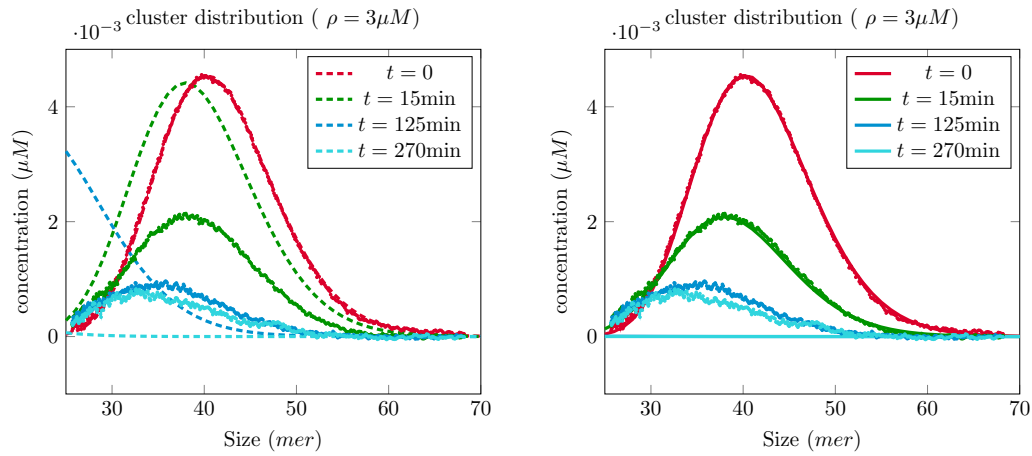 cluster distribution ( ρ = 3μM)
·10⁻³
t = 0
t = 15min
t = 125min
t = 270min
4
2
0
concentration (μM)
30 40 50 60 70
Size (mer)
cluster distribution ( ρ = 3μM)
·10⁻³
t = 0
t = 15min
t = 125min
t = 270min
4
2
0
concentration (μM)
30 40 50 60 70
Size (mer)